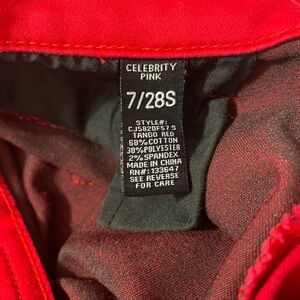 CELEBRITY
PINK
7/28S
STYLE#:
CJ5820F57S
TANGO RED
68%COTTON
30%POLYESTER
2%SPANDEX
MADE IN CHINA
RN#:133647
SEE REVERSE
FOR CARE